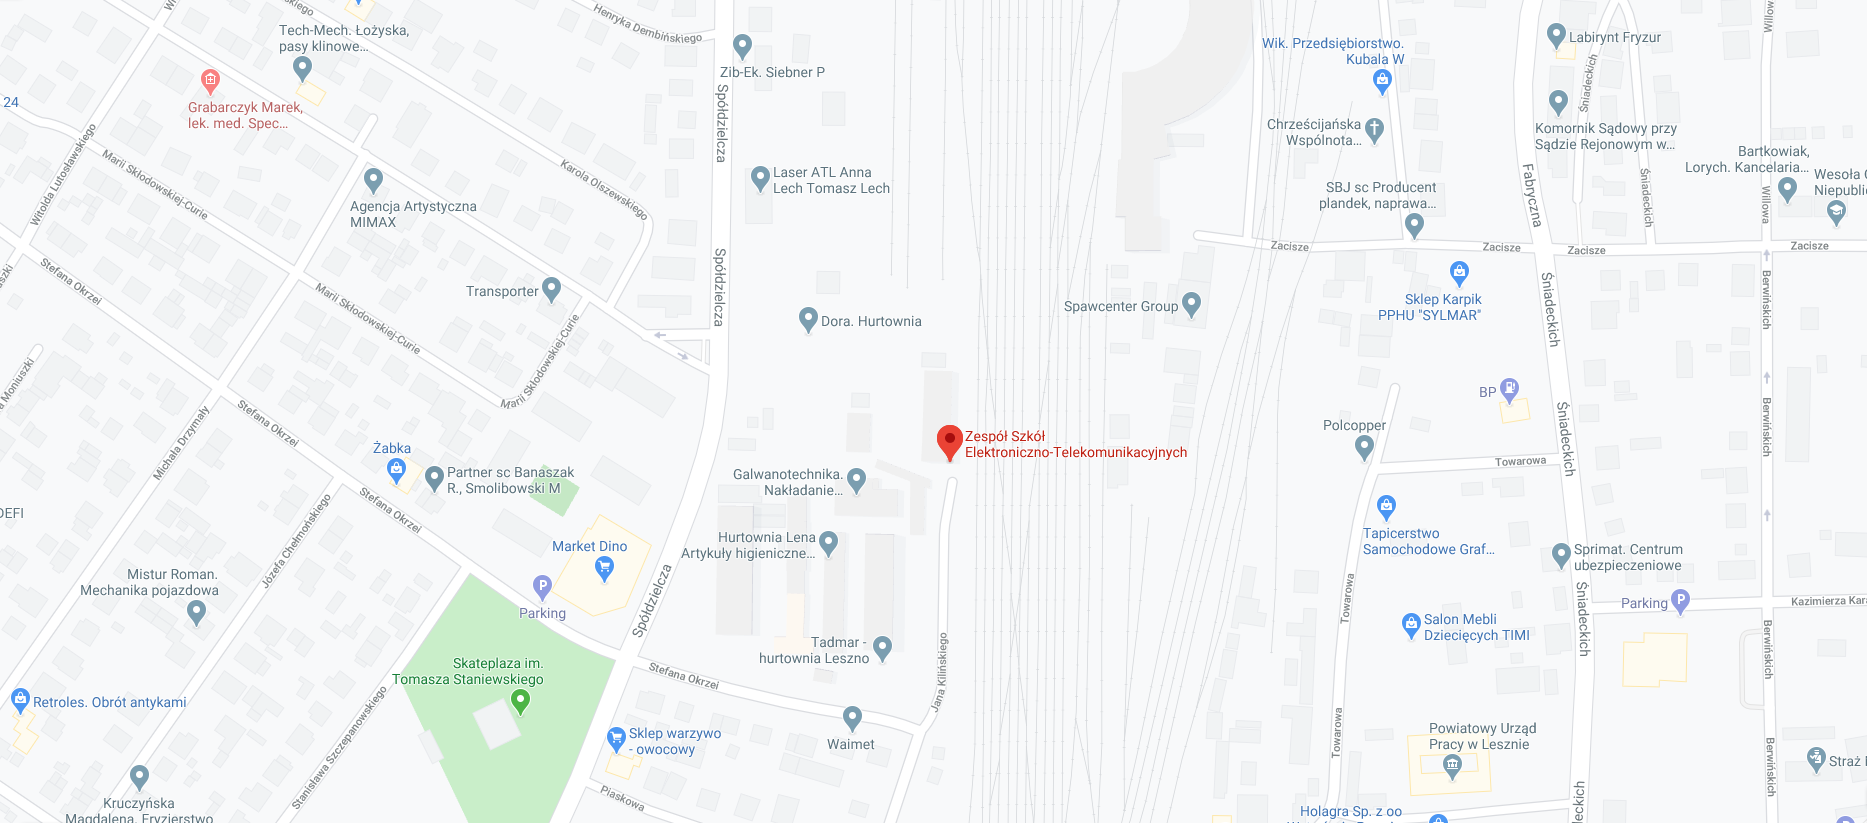 Henryka Dembińskiego
Tech-Mech. Łożyska,
pasy klinowe...
Zib-Ek. Siebner P
Wik. Przedsiębiorstwo.
Kubala W
Labirynt Fryzur
24
Grabarczyk Marek,
lek. med. Spec...
Spółdzielcza
Śniadeckich
Willowa
Komornik Sądowy przy
Sądzie Rejonowym w...
Chrześcijańska
Wspólnota...
Witolda Lutosławskiego
Marii Skłodowskiej-Curie
Karola Olszewskiego
Laser ATL Anna
Lech Tomasz Lech
Bartkowiak,
Lorych. Kancelaria...
Wesoła
Niepublic
SBJ sc Producent
plandek, naprawa...
Fabryczna
Śniadeckich
Willowa
Agencja Artystyczna
MIMAX
Zacisze
Zacisze
Zacisze
Zacisze
Stefana Okrzei
Marii Skłodowskiej-Curie
Transporter
Spółdzielcza
Dora. Hurtownia
Spawcenter Group
Sklep Karpik
PPHU "SYLMAR"
Śniadeckich
Berwińskich
Moniuszki
Marii Skłodowskiej-Curie
BP
Stefana Okrzei
Michała Drzymały
Śniadeckich
Berwińskich
Polcopper
Żabka
Zespół Szkół
Elektroniczno-Telekomunikacyjnych
Towarowa
Partner sc Banaszak
R., Smolibowski M
Galwanotechnika.
Nakładanie...
Stefana Okrzei
Józefa Chełmońskiego
DEFI
Tapicerstwo
Samochodowe Graf...
Hurtownia Lena
Artykuły higieniczne...
Market Dino
Sprimat. Centrum
ubezpieczeniowe
Mistur Roman.
Mechanika pojazdowa
Parking
Spółdzielcza
Towarowa
Śniadeckich
Parking
Kazimierza Kar
Salon Mebli
Dziecięcych TIMI
Tadmar -
hurtownia Leszno
Jana Kilińskiego
Berwińskich
Skateplaza im.
Tomasza Staniewskiego
Stefana Okrzei
Retroles. Obrót antykami
Stanisława Szczepanowskiego
Sklep warzywo
- owocowy
Waimet
Towarowa
Powiatowy Urząd
Pracy w Lesznie
Berwińskich
Straż
Kruczyńska
Magdalena. Fryzjerstwo
Piaskowa
Holagra Sp. z oo
deckich